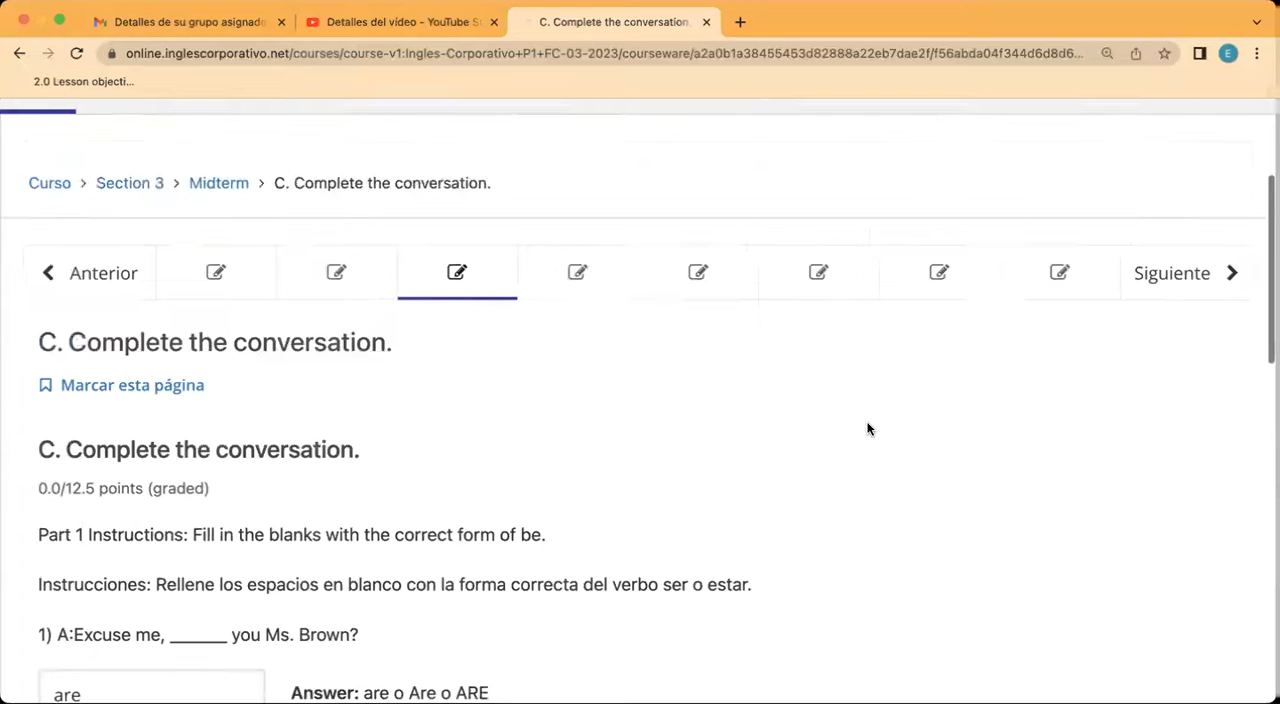 Detalles de su grupo asignado
Detalles del vídeo - YouTube S
C. Complete the conversation.
online.inglescorporativo.net/courses/course-v1:Ingles-Corporativo+P1+FC-03-2023/courseware/a2a0b1a38455453d82888a22eb7dae2f/f56abda04f344d6d8d6...
E
2.0 Lesson objecti...
Curso > Section 3 > Midterm > C. Complete the conversation.
Anterior
Siguiente
C. Complete the conversation.
Marcar esta página
C. Complete the conversation.
0.0/12.5 points (graded)
Part 1 Instructions: Fill in the blanks with the correct form of be.
Instrucciones: Rellene los espacios en blanco con la forma correcta del verbo ser o estar.
1) A:Excuse me, ______ you Ms. Brown?
are
Answer: are o Are o ARE